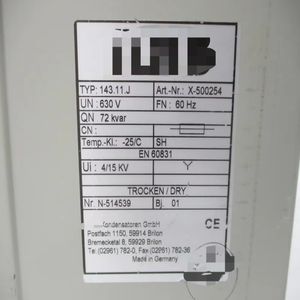 TYP: 143.11.J Art.-Nr.: X-500254
UN : 630 V FN : 60 Hz
QN 72 kvar
CN :
Temp.-Kl.: -25/C SH
EN 60831
Ui : 4/15 KV Y
TROCKEN / DRY
Nr. N-514539 Bj. 01
Kondensatoren GmbH CE
Postfach 1150, 59914 Brilon
Bremecketal 8, 59929 Brilon
Tel:(02961) 782-0, Fax (02961) 782-36
Made In Germany